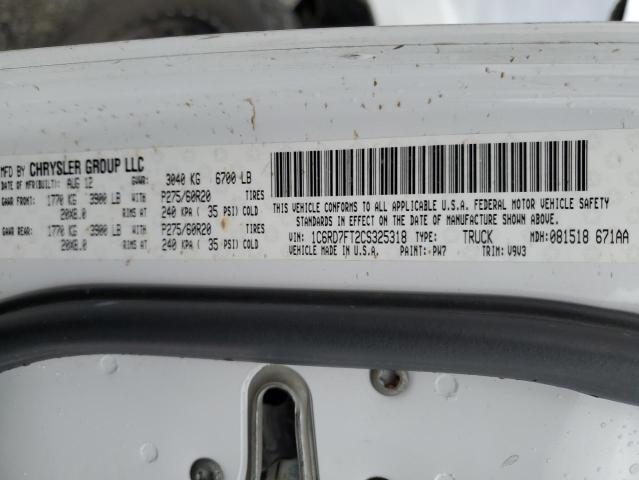 MFD BY CHRYSLER GROUP LLC
DATE OF MFR(BUILT): AUG 12 GVWR: 3040 KG 6700 LB
GAWR FRONT: 1770 KG 3900 LB WITH P275/60R20 TIRES
20X8.0 RIMS AT 240 KPA ( 35 PSI) COLD
GAWR REAR: 1770 KG 3900 LB WITH P275/60R20 TIRES
20X8.0 RIMS AT 240 KPA ( 35 PSI) COLD
THIS VEHICLE CONFORMS TO ALL APPLICABLE U.S.A. FEDERAL MOTOR VEHICLE SAFETY
STANDARDS IN EFFECT ON THE DATE OF MANUFACTURE SHOWN ABOVE.
VIN: 1C6RD7FT2CS325318 TYPE: TRUCK MDH: 081518 671AA
VEHICLE MADE IN U.S.A. PAINT: PW7 TRIM: V9V3